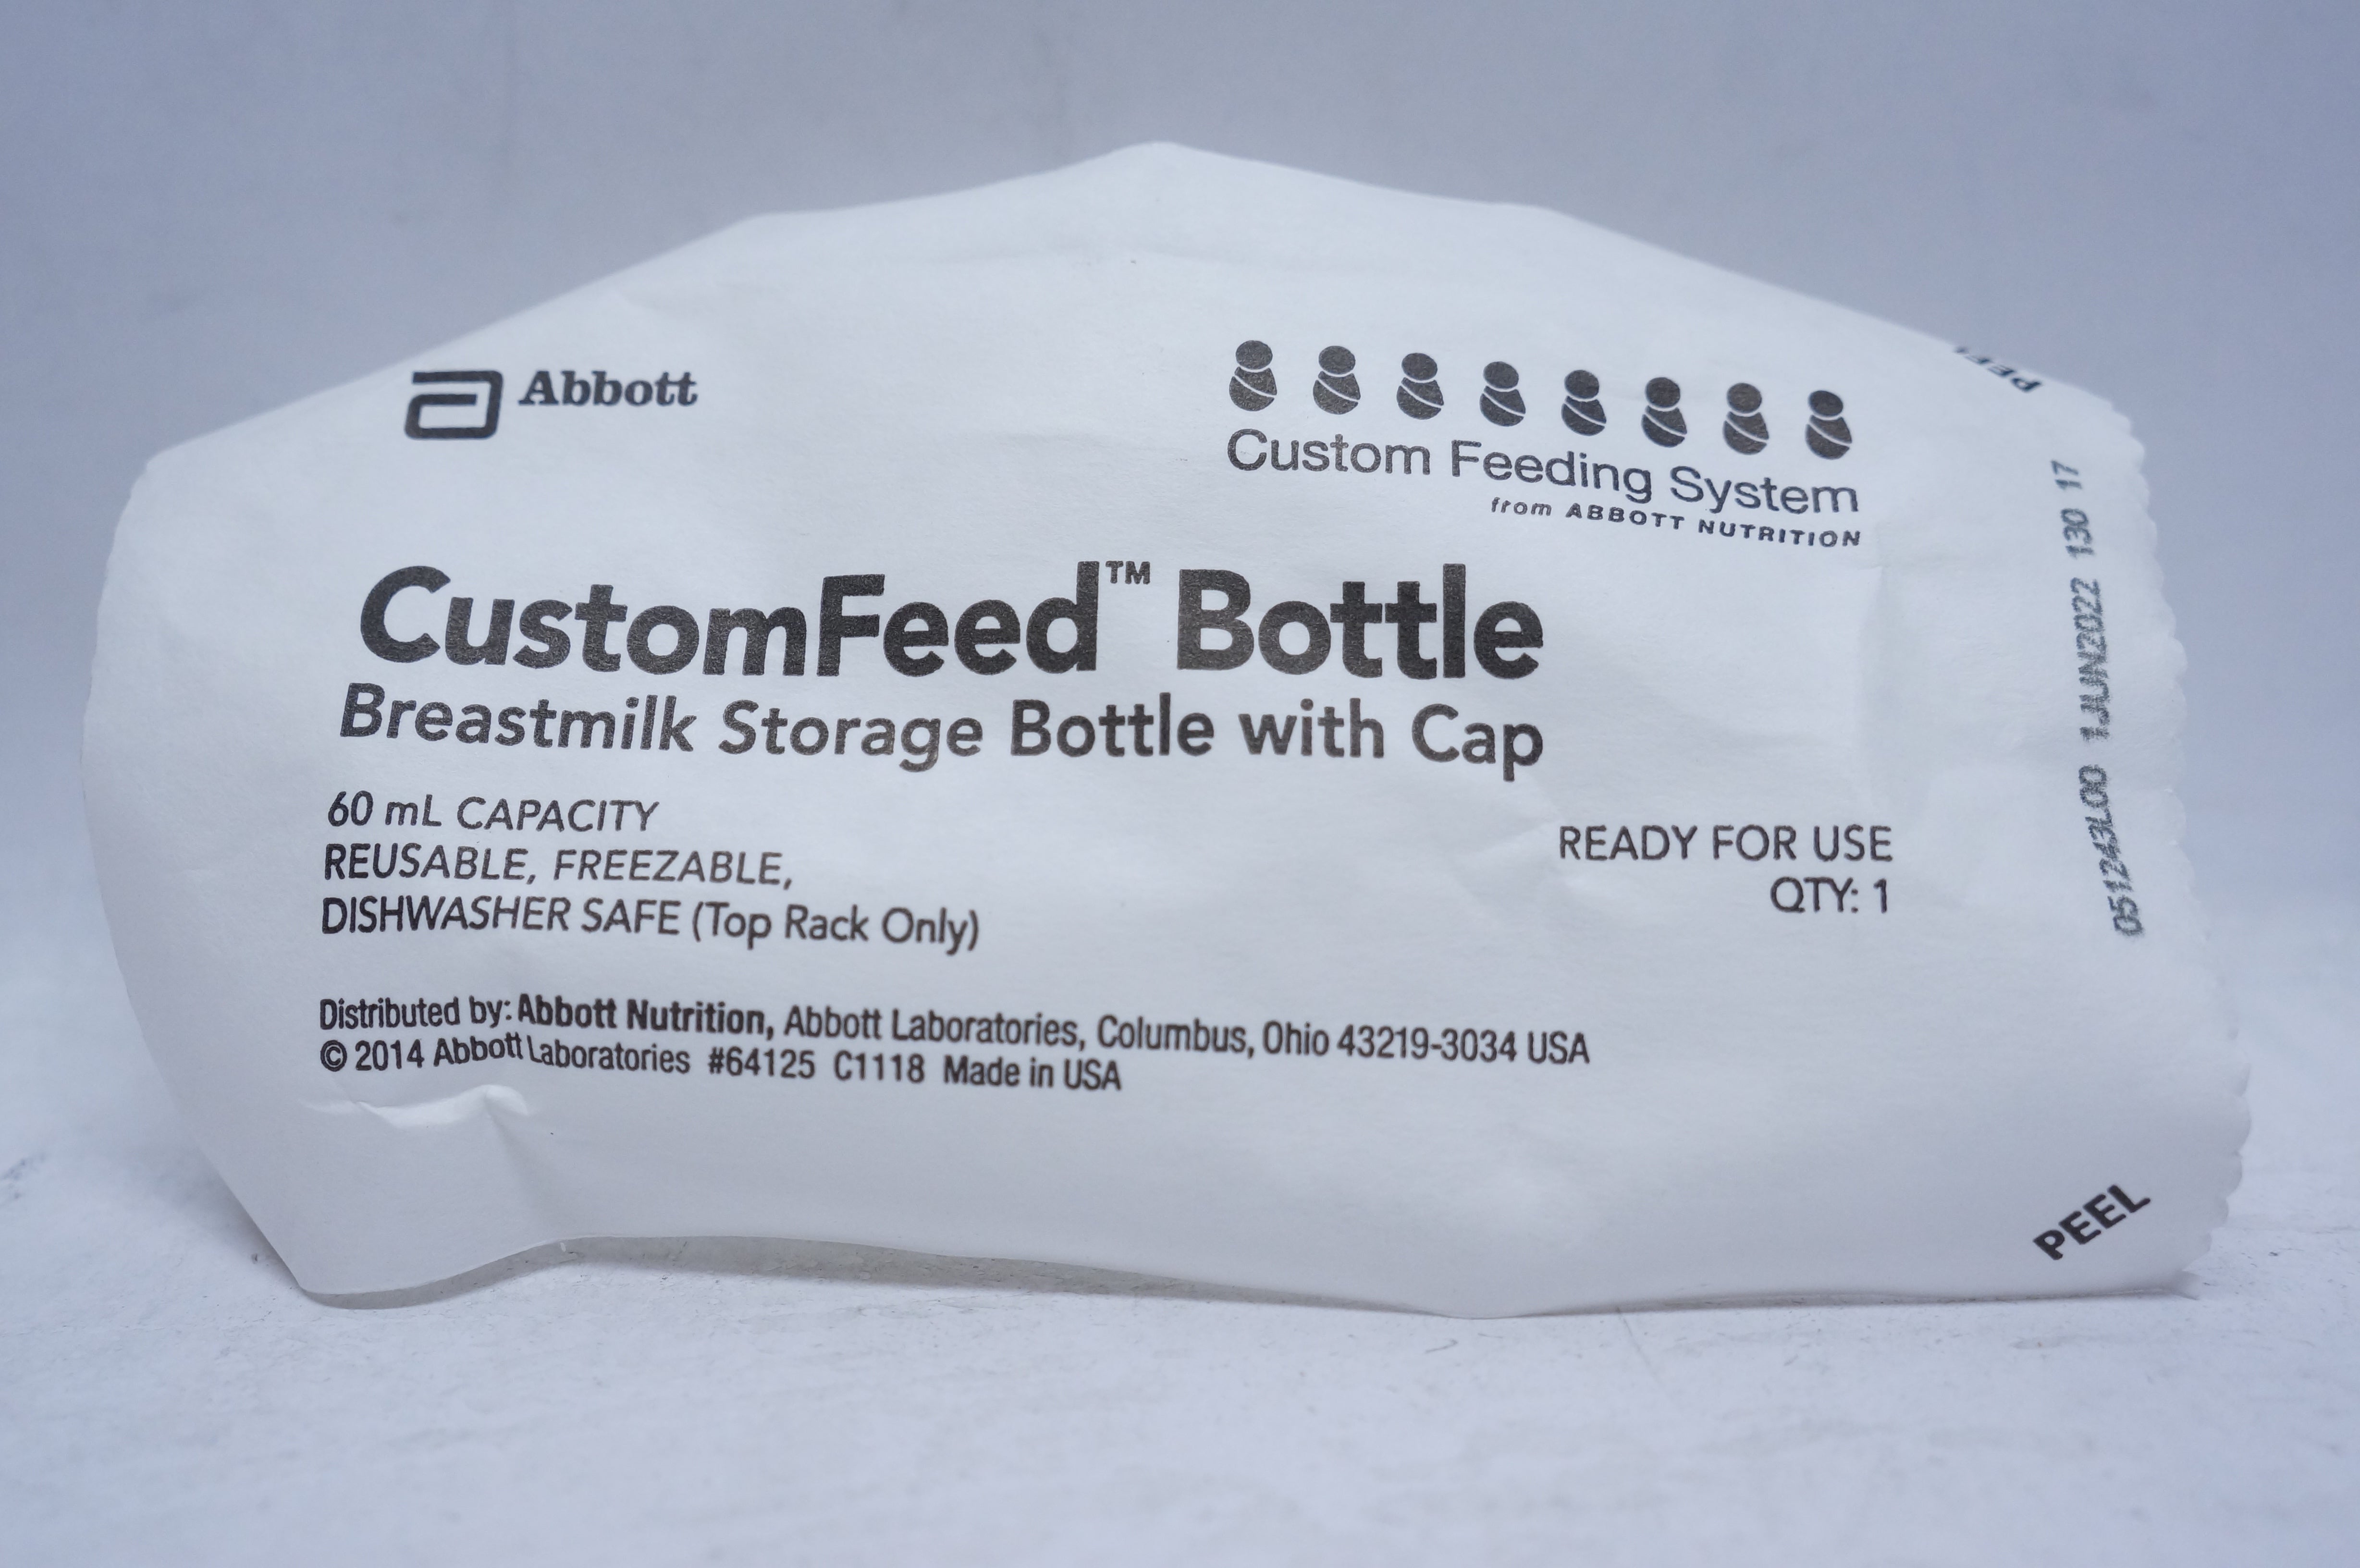 Abbott
Custom Feeding System
from ABBOTT NUTRITION
CustomFeed™ Bottle
Breastmilk Storage Bottle with Cap
60 mL CAPACITY
REUSABLE, FREEZABLE,
DISHWASHER SAFE (Top Rack Only)
READY FOR USE
QTY: 1
Distributed by: Abbott Nutrition, Abbott Laboratories, Columbus, Ohio 43219-3034 USA
© 2014 Abbott Laboratories #64125 C1118 Made in USA
051243L00 1JUN2022 130 17
PEEL
PEEL